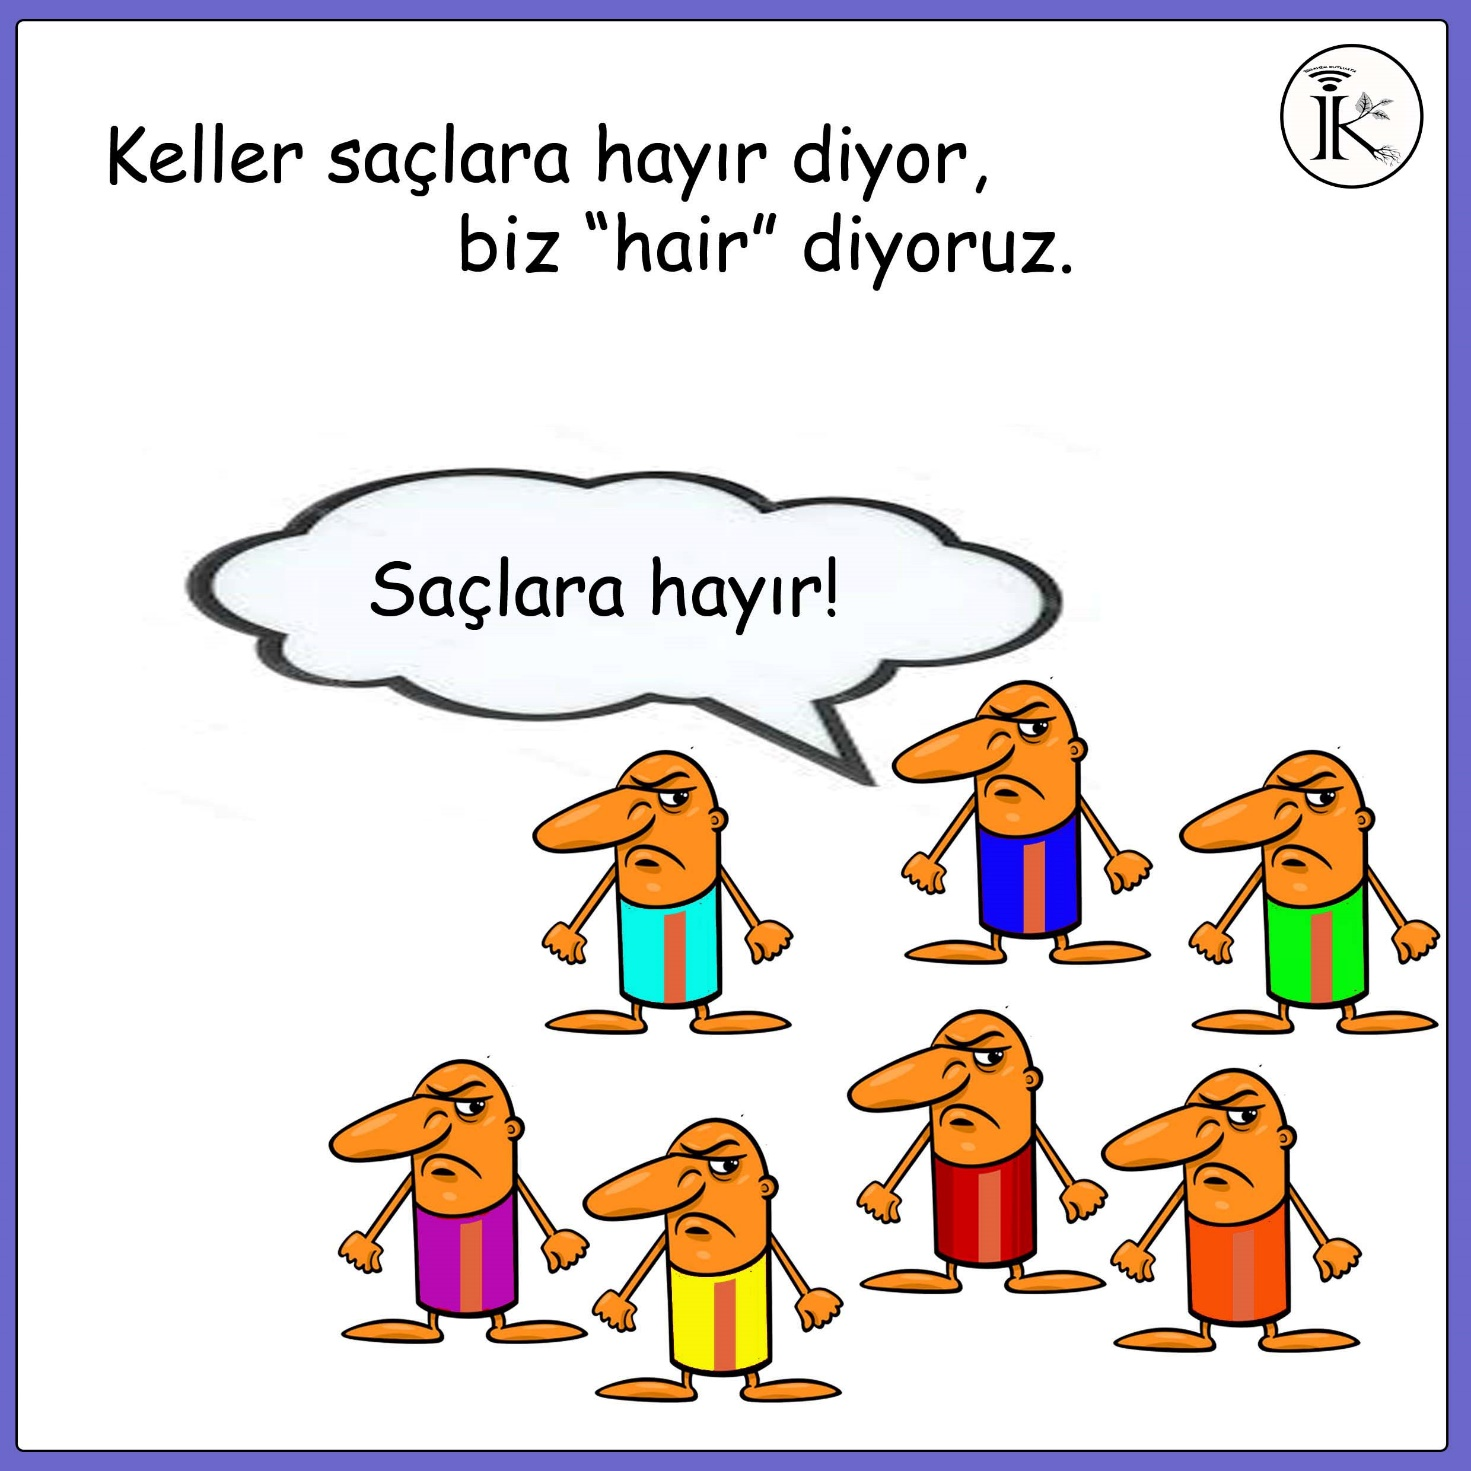 Keller saçlara hayır diyor,
biz “hair” diyoruz.
Saçlara hayır!
İK